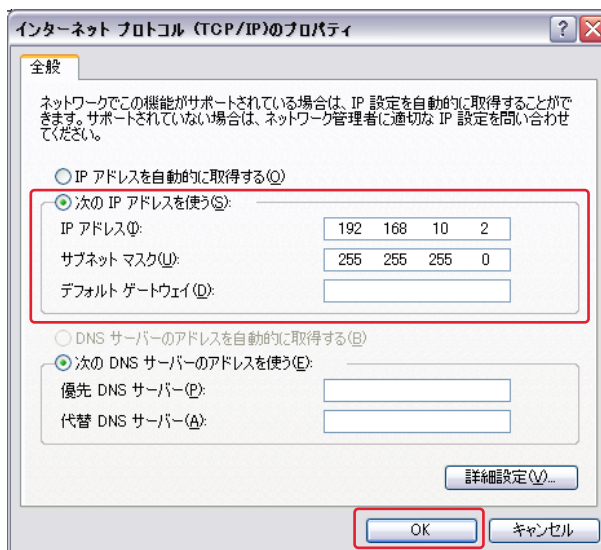 インターネット プロトコル (TCP/IP)のプロパティ
全般
ネットワークでこの機能がサポートされている場合は、IP 設定を自動的に取得することがで
きます。サポートされていない場合は、ネットワーク管理者に適切な IP 設定を問い合わせ
てください。
IP アドレスを自動的に取得する(O)
次の IP アドレスを使う(S):
IP アドレス(I): 192 168 10 2
サブネット マスク(U): 255 255 255 0
デフォルト ゲートウェイ(D):
DNS サーバーのアドレスを自動的に取得する(B)
次の DNS サーバーのアドレスを使う(E):
優先 DNS サーバー(P):
代替 DNS サーバー(A):
詳細設定(V)...
OK キャンセル